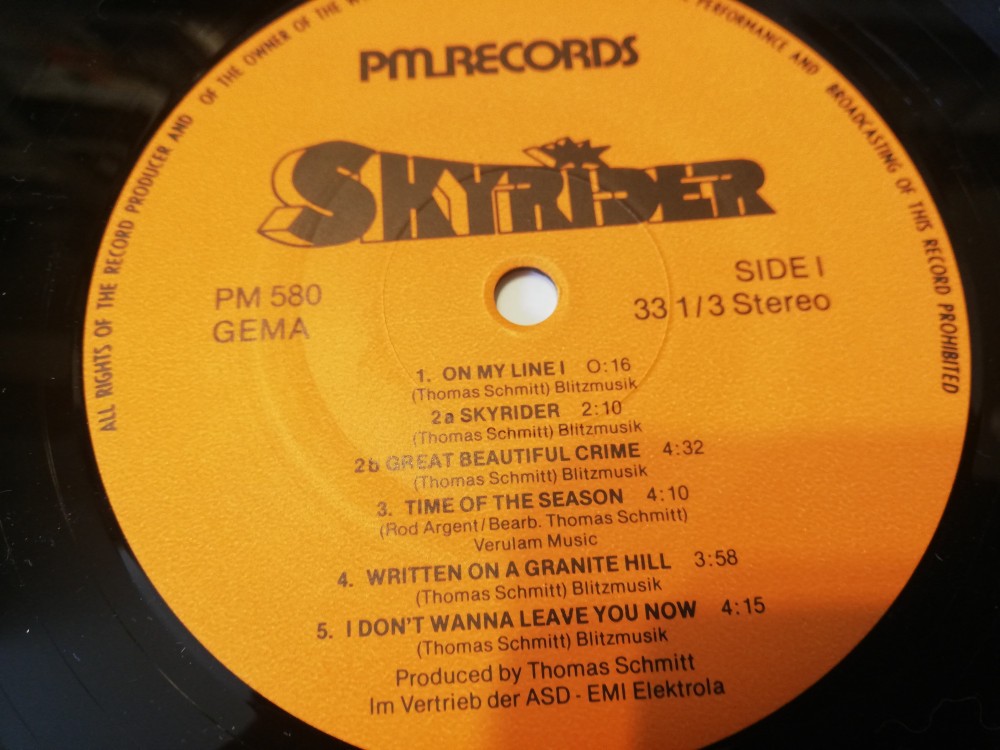 ALL RIGHTS OF THE RECORD PRODUCER AND OF THE OWNER OF THE
PERFORMANCE AND BROADCASTING OF THIS RECORD PROHIBITED
PM RECORDS
SKYRIDER
PM 580
GEMA
SIDE I
33 1/3 Stereo
1. ON MY LINE I 0:16
(Thomas Schmitt) Blitzmusik
2a SKYRIDER 2:10
(Thomas Schmitt) Blitzmusik
2b GREAT BEAUTIFUL CRIME 4:32
(Thomas Schmitt) Blitzmusik
3. TIME OF THE SEASON 4:10
(Rod Argent/Bearb. Thomas Schmitt)
Verulam Music
4. WRITTEN ON A GRANITE HILL 3:58
(Thomas Schmitt) Blitzmusik
5. I DON'T WANNA LEAVE YOU NOW 4:15
(Thomas Schmitt) Blitzmusik
Produced by Thomas Schmitt
Im Vertrieb der ASD - EMI Elektrola